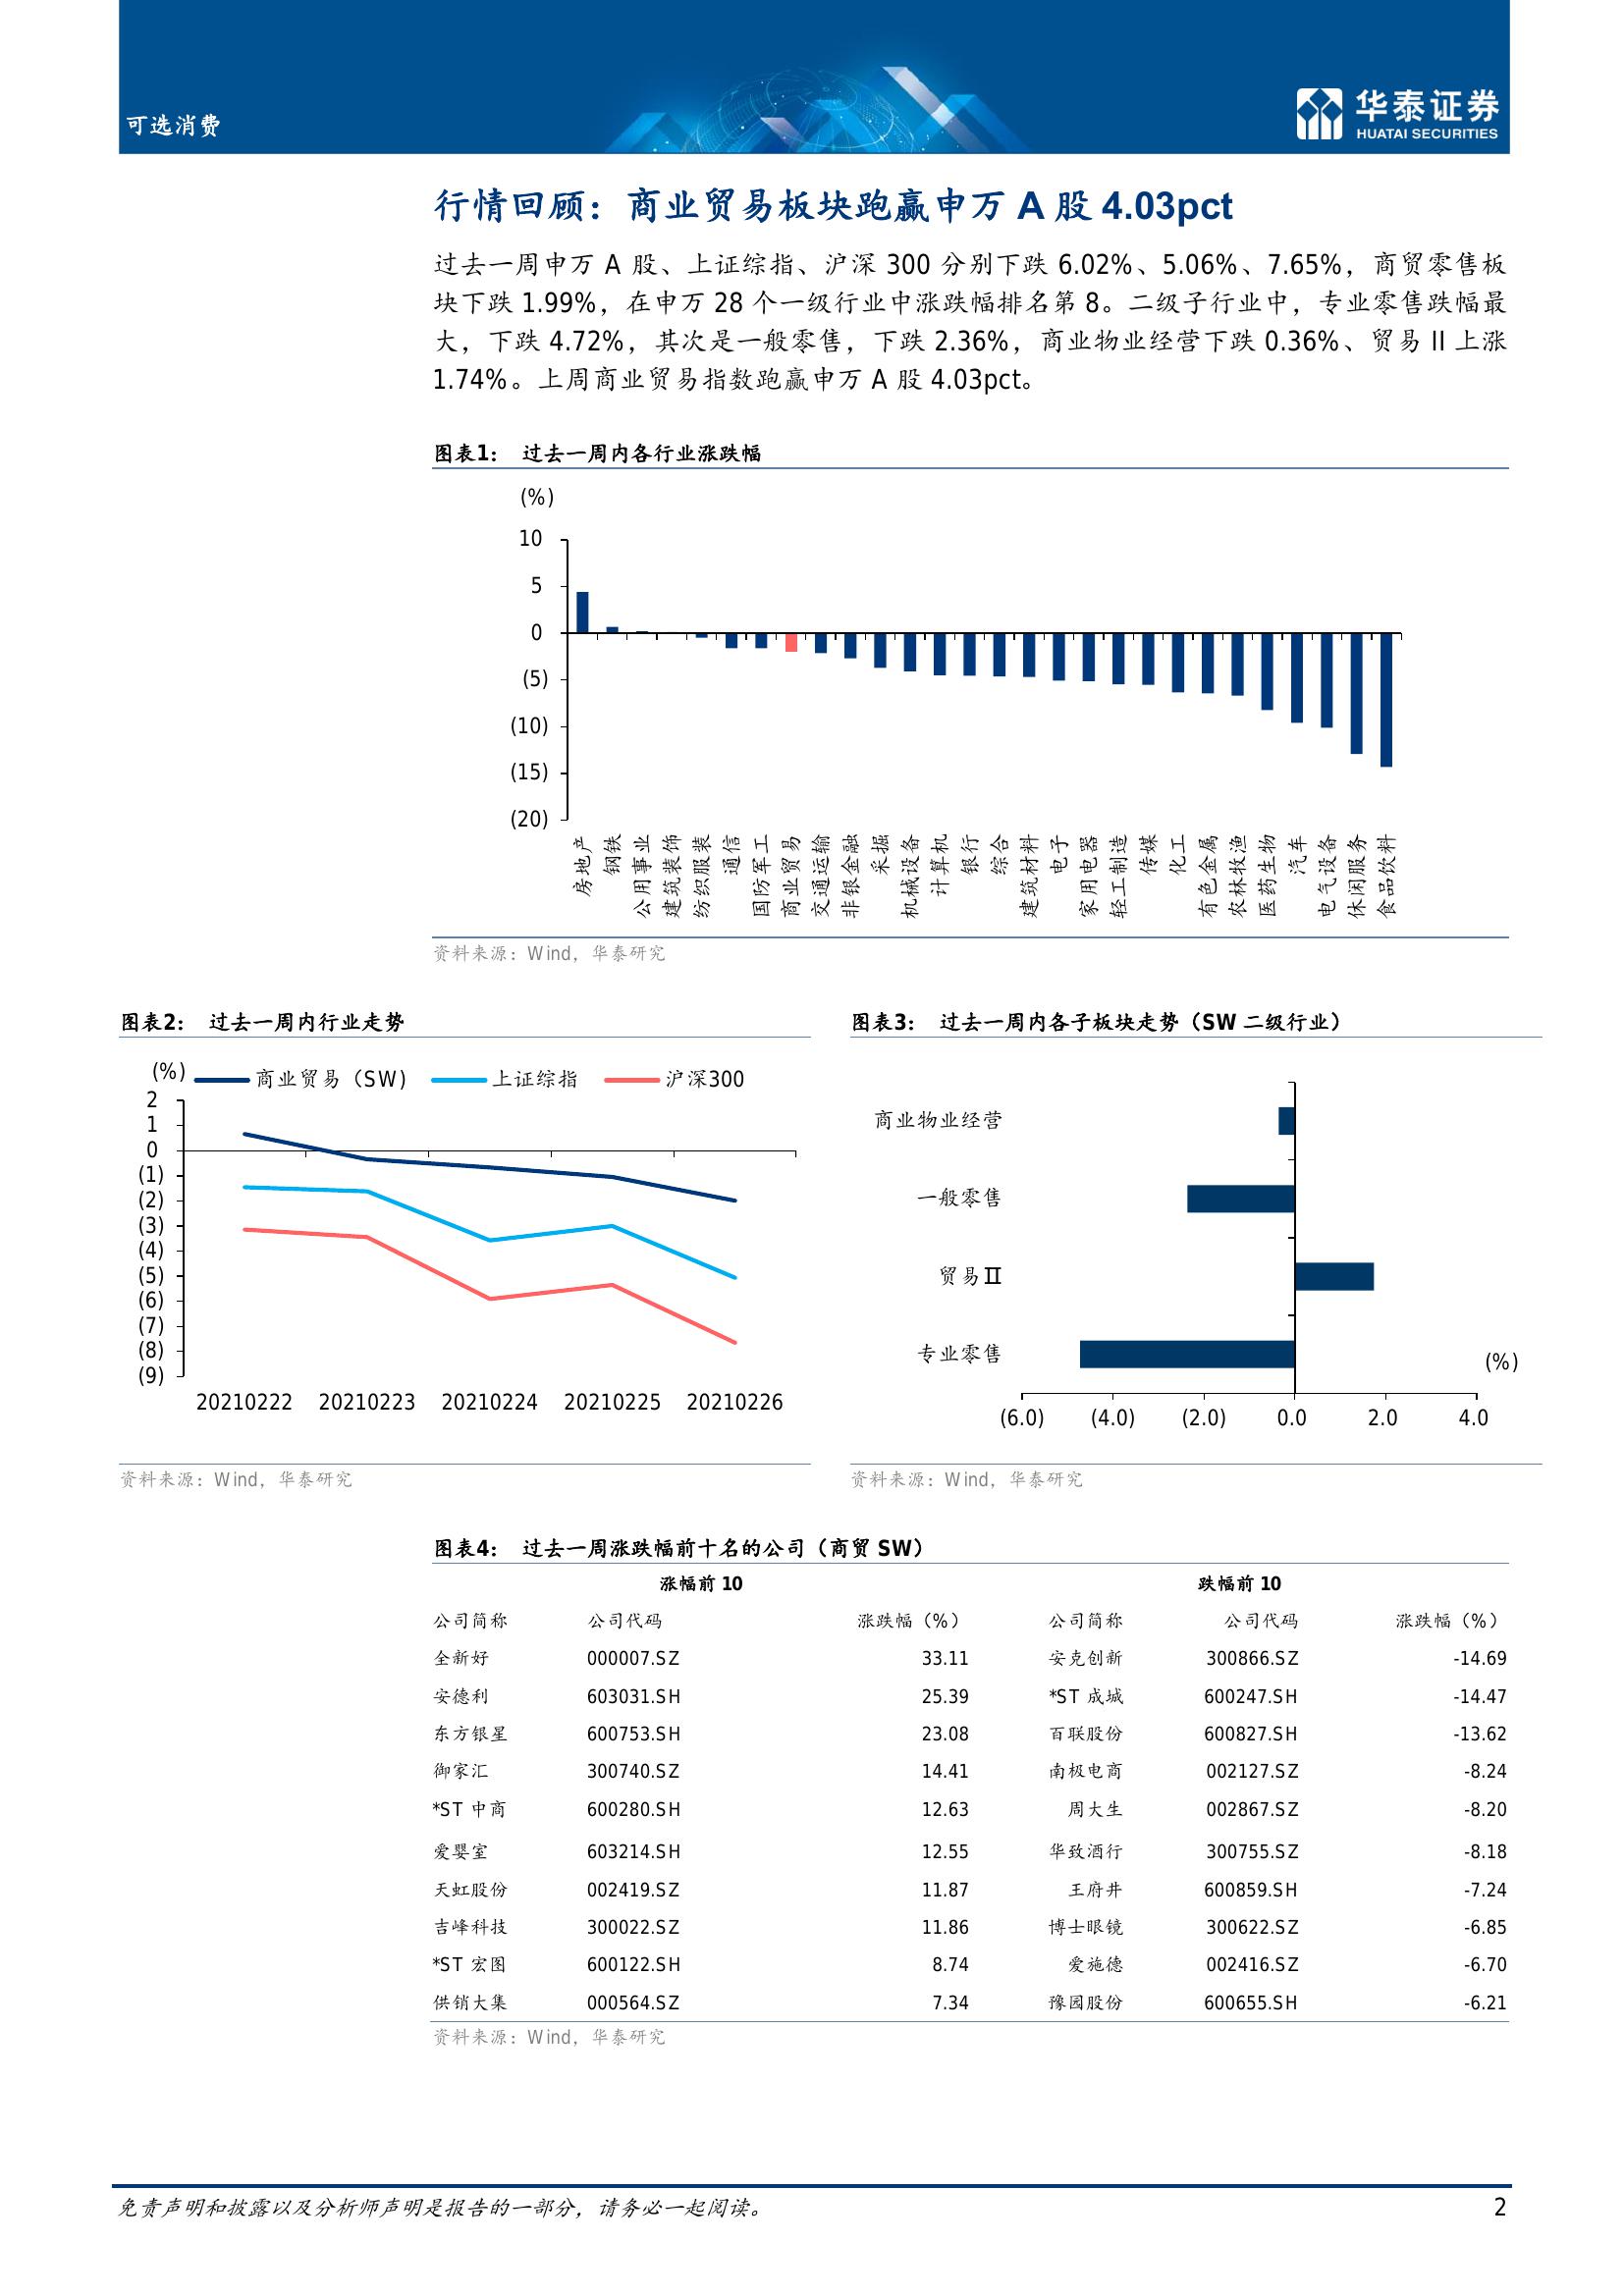 可选消费
华泰证券
HUATAI SECURITIES
行情回顾：商业贸易板块跑赢申万 A 股 4.03pct
过去一周申万 A 股、上证综指、沪深 300 分别下跌 6.02%、5.06%、7.65%，商贸零售板
块下跌 1.99%，在申万 28 个一级行业中涨跌幅排名第 8。二级子行业中，专业零售跌幅最
大，下跌 4.72%，其次是一般零售，下跌 2.36%，商业物业经营下跌 0.36%、贸易 II 上涨
1.74%。上周商业贸易指数跑赢申万 A 股 4.03pct。
图表1： 过去一周内各行业涨跌幅
(%)
10
5
0
(5)
(10)
(15)
(20)
房地产
钢铁
公用事业
建筑装饰
纺织服装
通信
国防军工
商业贸易
交通运输
非银金融
采掘
机械设备
计算机
银行
综合
建筑材料
电子
家用电器
轻工制造
传媒
化工
有色金属
农林牧渔
医药生物
汽车
电气设备
休闲服务
食品饮料
资料来源：Wind，华泰研究
图表2： 过去一周内行业走势
(%) 商业贸易（SW） 上证综指 沪深300
2
1
0
(1)
(2)
(3)
(4)
(5)
(6)
(7)
(8)
(9)
20210222 20210223 20210224 20210225 20210226
资料来源：Wind，华泰研究
图表3： 过去一周内各子板块走势（SW 二级行业）
商业物业经营
一般零售
贸易Ⅱ
专业零售
(%)
(6.0) (4.0) (2.0) 0.0 2.0 4.0
资料来源：Wind，华泰研究
图表4： 过去一周涨跌幅前十名的公司（商贸 SW）
涨幅前 10 跌幅前 10
公司简称 公司代码 涨跌幅（%） 公司简称 公司代码 涨跌幅（%）
全新好 000007.SZ 33.11 安克创新 300866.SZ -14.69
安德利 603031.SH 25.39 *ST 成城 600247.SH -14.47
东方银星 600753.SH 23.08 百联股份 600827.SH -13.62
御家汇 300740.SZ 14.41 南极电商 002127.SZ -8.24
*ST 中商 600280.SH 12.63 周大生 002867.SZ -8.20
爱婴室 603214.SH 12.55 华致酒行 300755.SZ -8.18
天虹股份 002419.SZ 11.87 王府井 600859.SH -7.24
吉峰科技 300022.SZ 11.86 博士眼镜 300622.SZ -6.85
*ST 宏图 600122.SH 8.74 爱施德 002416.SZ -6.70
供销大集 000564.SZ 7.34 豫园股份 600655.SH -6.21
资料来源：Wind，华泰研究
免责声明和披露以及分析师声明是报告的一部分，请务必一起阅读。 2